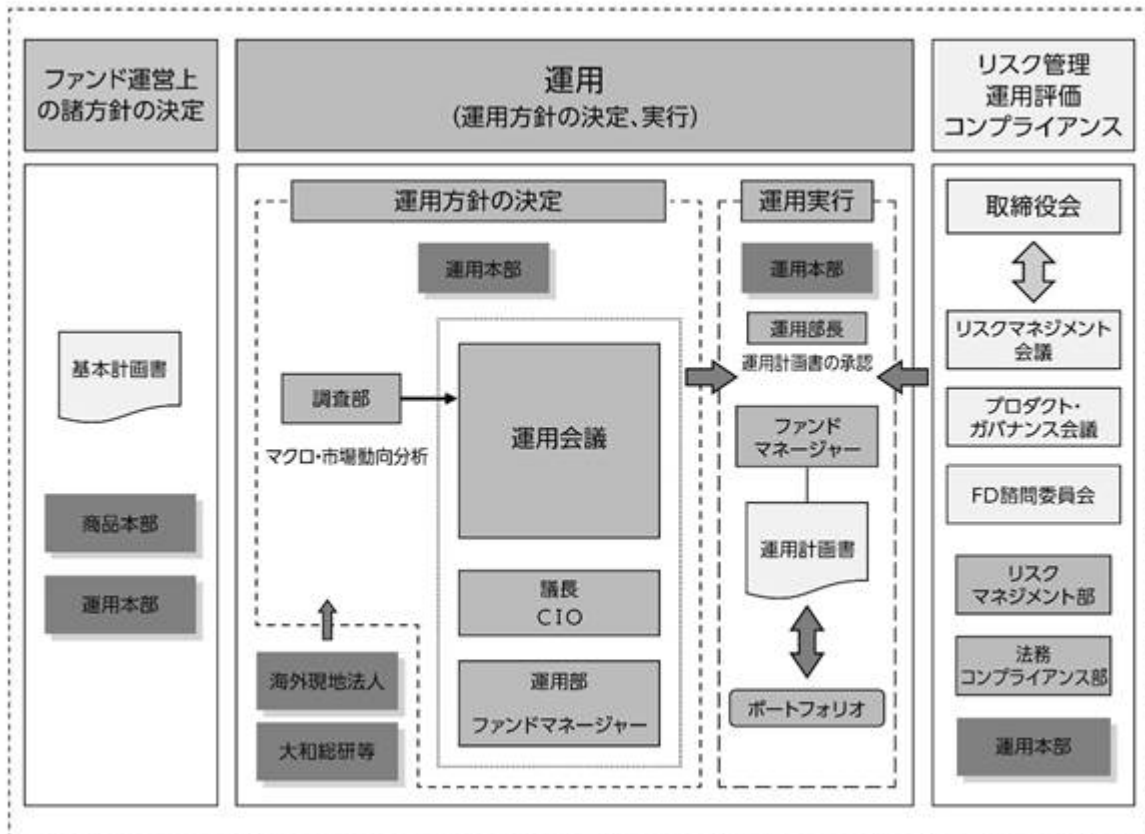 ファンド運営上
の諸方針の決定
基本計画書
商品本部
運用本部
運用
(運用方針の決定、実行)
運用方針の決定
運用本部
調査部
マクロ・市場動向分析
運用会議
議長
CIO
運用部
ファンドマネージャー
海外現地法人
大和総研等
運用実行
運用本部
運用部長
運用計画書の承認
ファンド
マネージャー
運用計画書
ポートフォリオ
リスク管理
運用評価
コンプライアンス
取締役会
リスクマネジメント
会議
プロダクト・
ガバナンス会議
FD諮問委員会
リスク
マネジメント部
法務
コンプライアンス部
運用本部